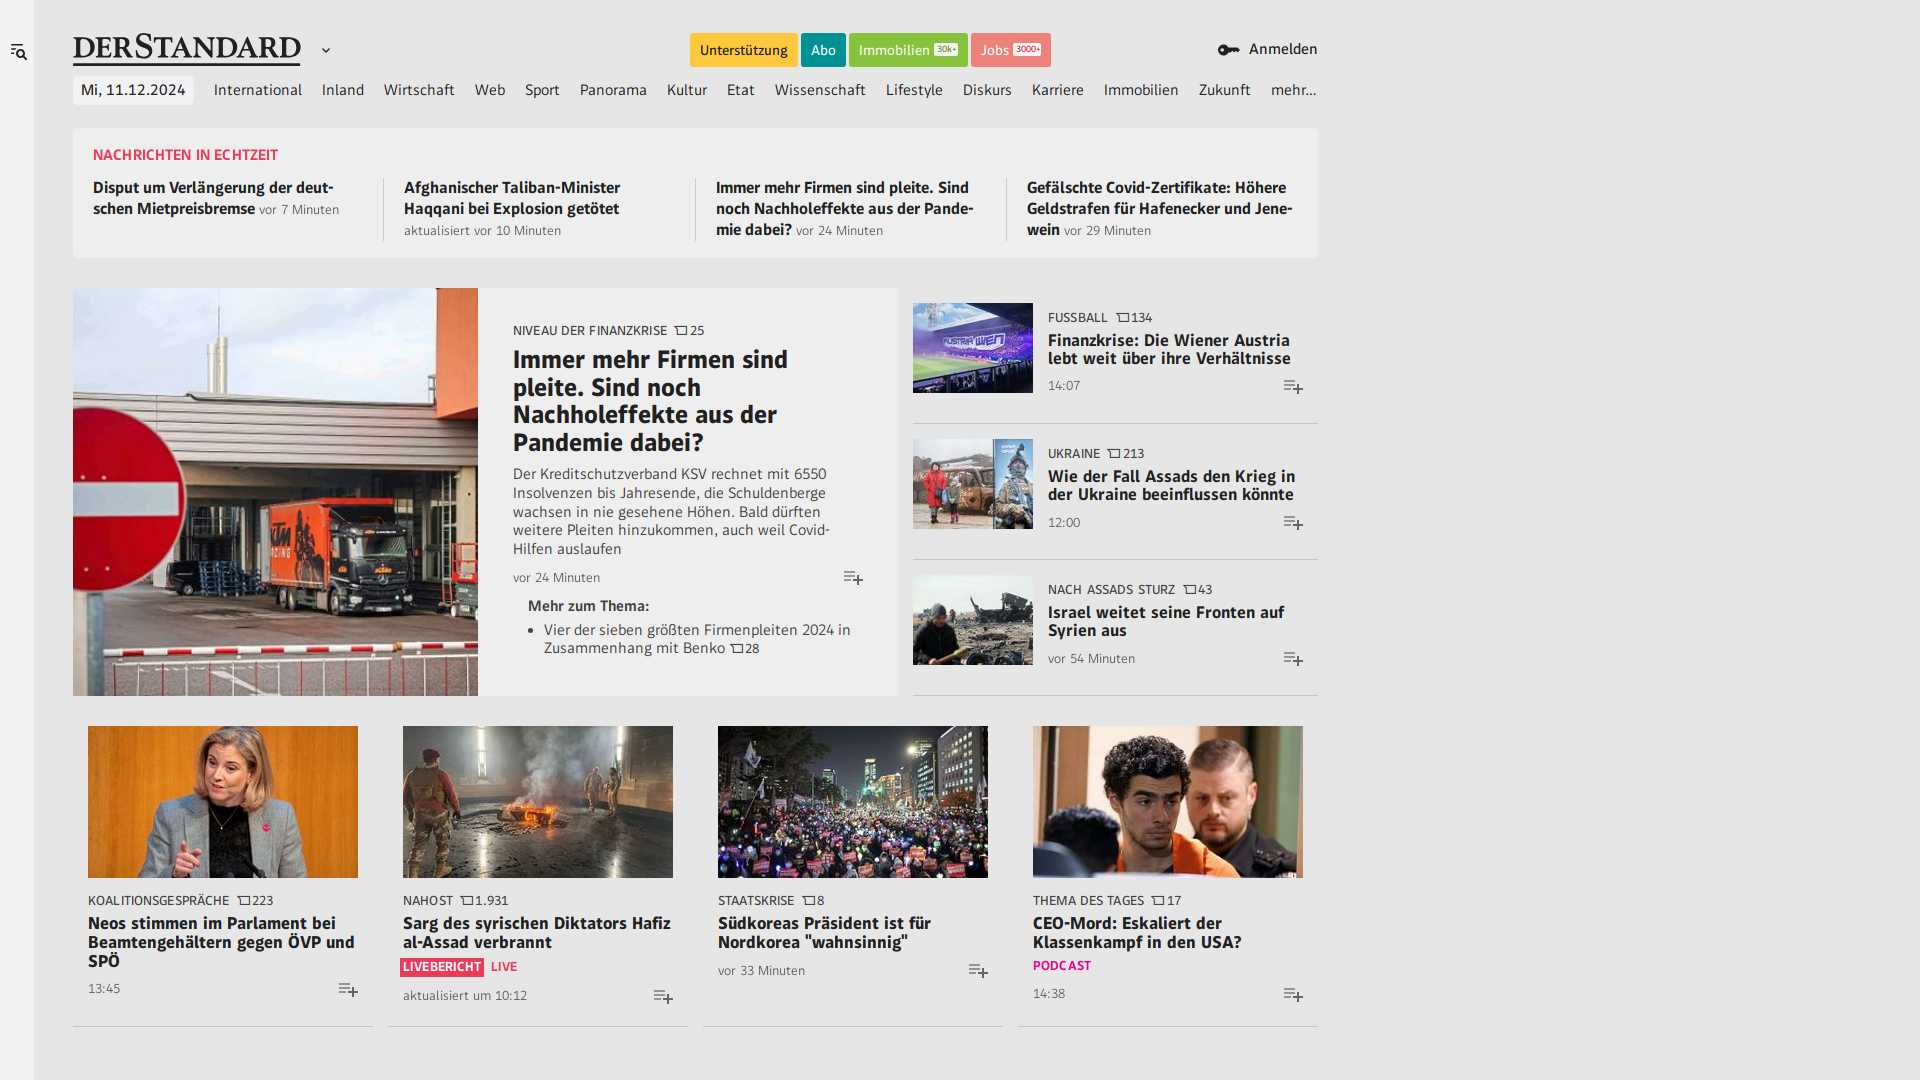 DERSTANDARD
Unterstützung
Abo
Immobilien 30k+
Jobs 3000+
Anmelden
Mi, 11.12.2024
International
Inland
Wirtschaft
Web
Sport
Panorama
Kultur
Etat
Wissenschaft
Lifestyle
Diskurs
Karriere
Immobilien
Zukunft
mehr...
NACHRICHTEN IN ECHTZEIT
Disput um Verlängerung der deut-
schen Mietpreisbremse vor 7 Minuten
Afghanischer Taliban-Minister
Haqqani bei Explosion getötet
aktualisiert vor 10 Minuten
Immer mehr Firmen sind pleite. Sind
noch Nachholeffekte aus der Pande-
mie dabei? vor 24 Minuten
Gefälschte Covid-Zertifikate: Höhere
Geldstrafen für Hafenecker und Jene-
wein vor 29 Minuten
KTM
RACING
NIVEAU DER FINANZKRISE 25
Immer mehr Firmen sind
pleite. Sind noch
Nachholeffekte aus der
Pandemie dabei?
Der Kreditschutzverband KSV rechnet mit 6550
Insolvenzen bis Jahresende, die Schuldenberge
wachsen in nie gesehene Höhen. Bald dürften
weitere Pleiten hinzukommen, auch weil Covid-
Hilfen auslaufen
vor 24 Minuten
Mehr zum Thema:
• Vier der sieben größten Firmenpleiten 2024 in
Zusammenhang mit Benko 28
AUSTRIA WIEN
FUSSBALL 134
Finanzkrise: Die Wiener Austria
lebt weit über ihre Verhältnisse
14:07
UKRAINE 213
Wie der Fall Assads den Krieg in
der Ukraine beeinflussen könnte
12:00
NACH ASSADS STURZ 43
Israel weitet seine Fronten auf
Syrien aus
vor 54 Minuten
KOALITIONSGESPRÄCHE 223
Neos stimmen im Parlament bei
Beamtengehältern gegen ÖVP und
SPÖ
13:45
NAHOST 1.931
Sarg des syrischen Diktators Hafiz
al-Assad verbrannt
LIVEBERICHT LIVE
aktualisiert um 10:12
STAATSKRISE 8
Südkoreas Präsident ist für
Nordkorea "wahnsinnig"
vor 33 Minuten
THEMA DES TAGES 17
CEO-Mord: Eskaliert der
Klassenkampf in den USA?
PODCAST
14:38